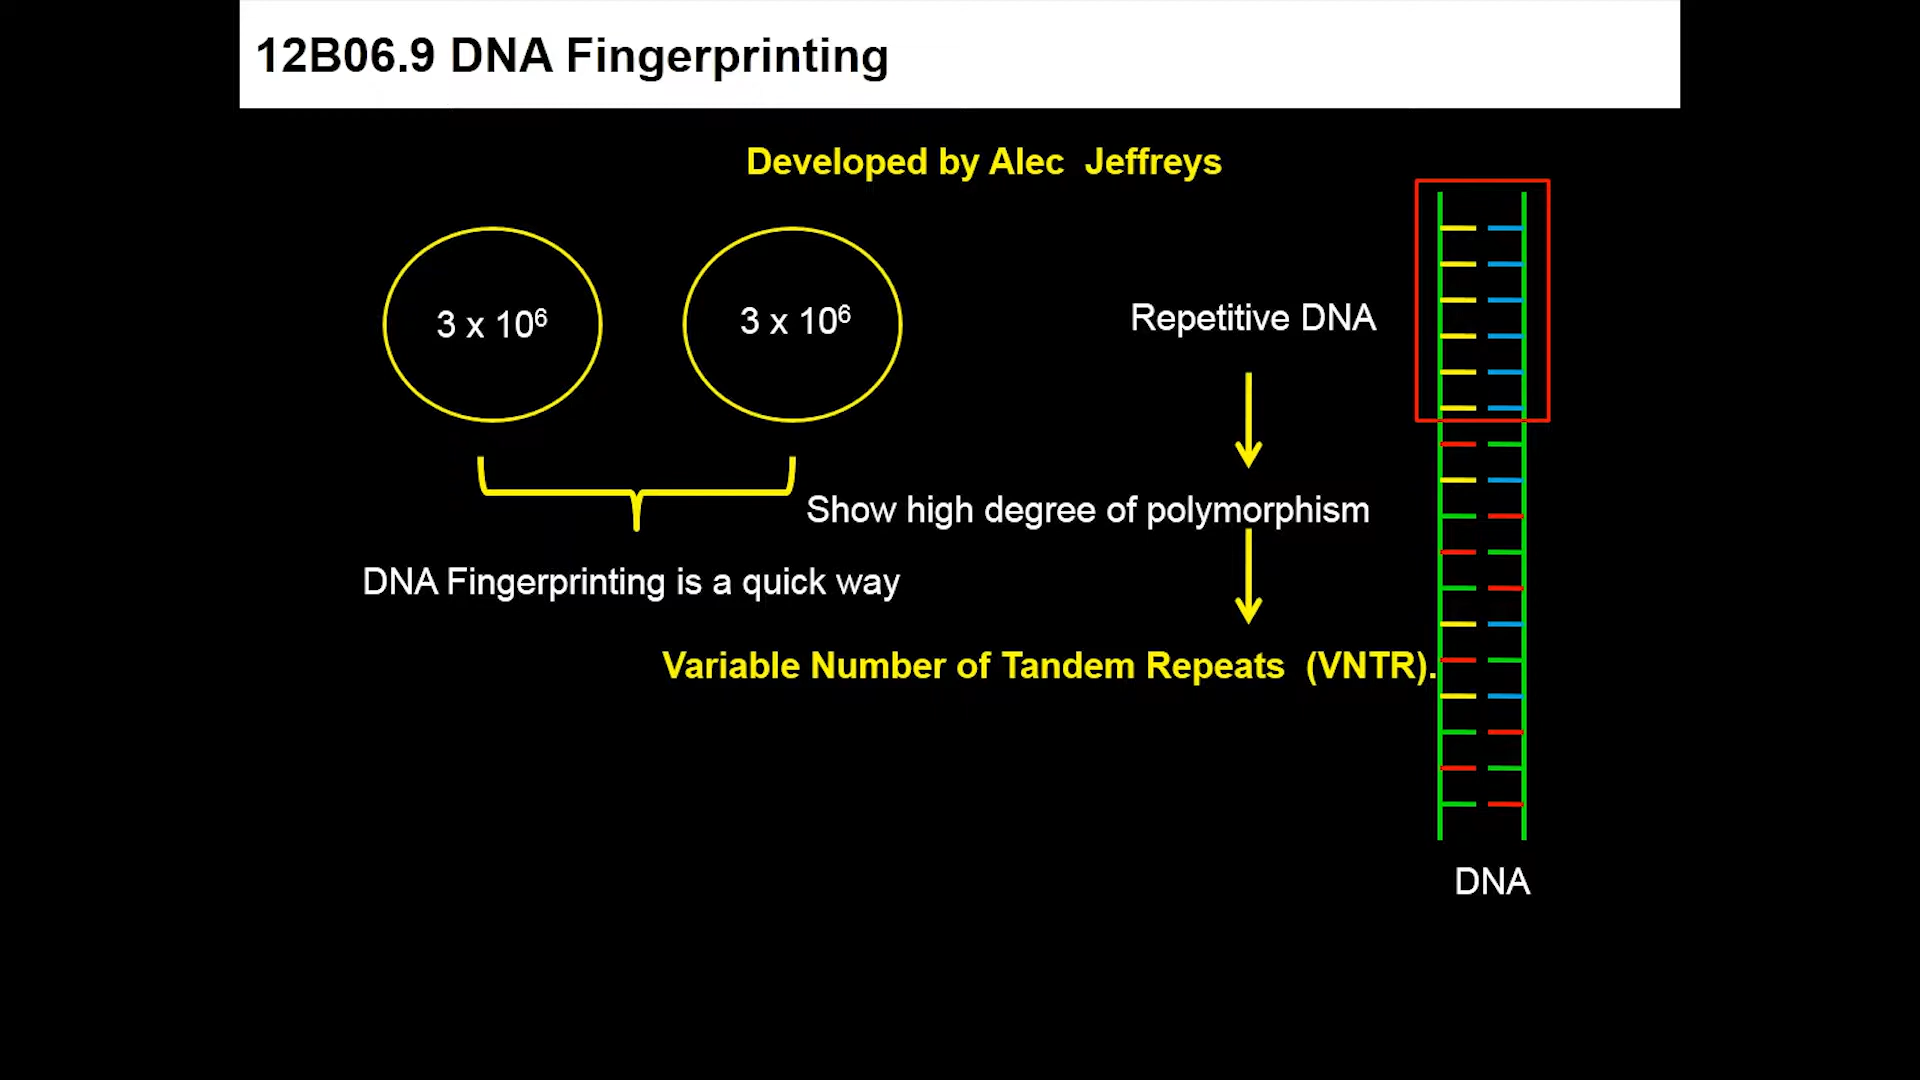 12B06.9 DNA Fingerprinting
Developed by Alec  Jeffreys
3 x 10⁶
3 x 10⁶
Repetitive DNA
Show high degree of polymorphism
DNA Fingerprinting is a quick way
Variable Number of Tandem Repeats  (VNTR).
DNA